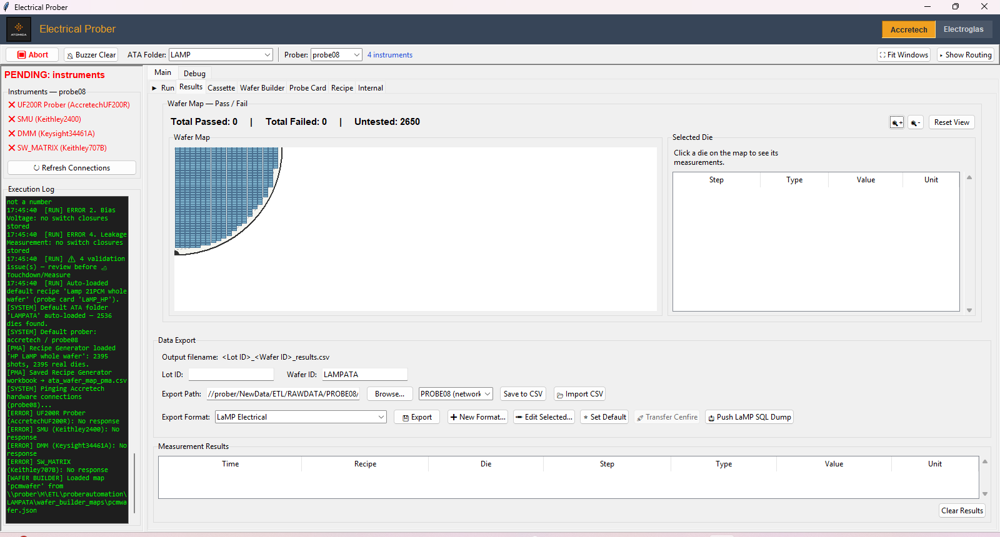 Electrical Prober
ATOMICA
Electrical Prober
Accretech
Electroglas
Abort
Buzzer Clear
ATA Folder:
LAMP
Prober:
probe08
4 instruments
Fit Windows
Show Routing
PENDING: instruments
Instruments — probe08
UF200R Prober (AccretechUF200R)
SMU (Keithley2400)
DMM (Keysight34461A)
SW_MATRIX (Keithley707B)
Refresh Connections
Execution Log
not a number
17:45:40 [RUN] ERROR 2. Bias
Voltage: no switch closures
stored
17:45:40 [RUN] ERROR 4. Leakage
Measurement: no switch closures
stored
17:45:40 [RUN] ⚠ 4 validation
issue(s) — review before
Touchdown/Measure
17:45:40 [RUN] Auto-loaded
default recipe 'Lamp 21PCM whole
wafer' (probe card 'LaMP_HP').
[SYSTEM] Default ATA folder
'LAMPATA' auto-loaded — 2536
dies found.
[SYSTEM] Default prober:
accretech / probe08
[PMA] Recipe Generator loaded
'HP LaMP whole wafer': 2395
shots, 2395 real dies.
[PMA] Saved Recipe Generator
workbook → ata_wafer_map_pma.csv
[SYSTEM] Pinging Accretech
hardware connections
(probe08)...
[ERROR] UF200R Prober
(AccretechUF200R): No response
[ERROR] SMU (Keithley2400): No
response
[ERROR] DMM (Keysight34461A): No
response
[ERROR] SW_MATRIX
(Keithley707B): No response
[WAFER BUILDER] Loaded map
'pcmwafer' from
\\prober\M\ETL\proberautomation\
LAMPATA\wafer_builder_maps\pcmwa
fer.json
Main
Debug
Run
Results
Cassette
Wafer Builder
Probe Card
Recipe
Internal
Wafer Map — Pass / Fail
Total Passed: 0 | Total Failed: 0 | Untested: 2650
+
-
Reset View
Wafer Map
Selected Die
Click a die on the map to see its
measurements.
Step
Type
Value
Unit
Data Export
Output filename: <Lot ID>_<Wafer ID>_results.csv
Lot ID:
Wafer ID:
LAMPATA
Export Path:
//prober/NewData/ETL/RAWDATA/PROBE08/
Browse...
PROBE08 (network
Save to CSV
Import CSV
Export Format:
LaMP Electrical
Export
New Format...
Edit Selected...
Set Default
Transfer Cenfire
Push LaMP SQL Dump
Measurement Results
Time
Recipe
Die
Step
Type
Value
Unit
Clear Results